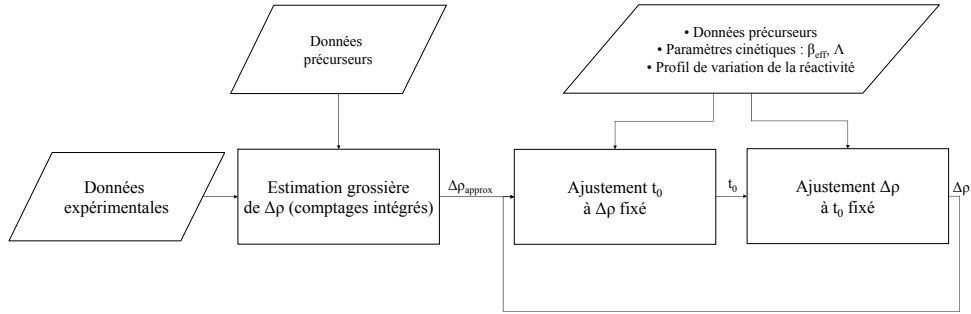 Données
précurseurs
• Données précurseurs
• Paramètres cinétiques : βeff, Λ
• Profil de variation de la réactivité
Données
expérimentales
Estimation grossière
de Δρ (comptages intégrés)
Δρapprox
Ajustement t0
à Δρ fixé
t0
Ajustement Δρ
à t0 fixé
Δρ